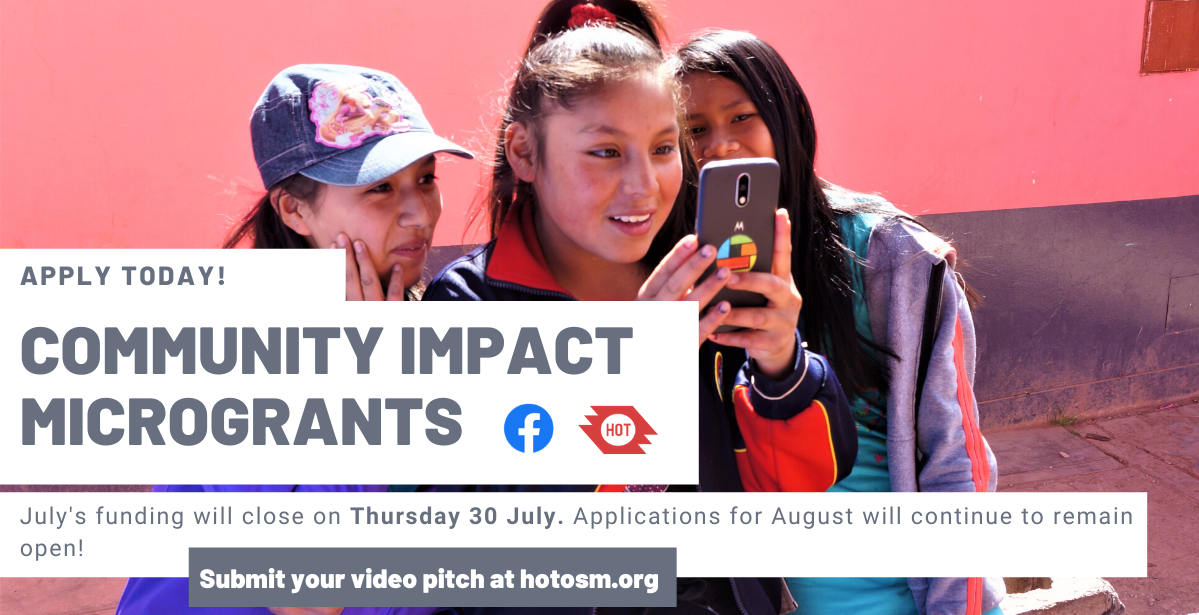 APPLY TODAY!
COMMUNITY IMPACT
MICROGRANTS
HOT
July's funding will close on Thursday 30 July. Applications for August will continue to remain
open!
Submit your video pitch at hotosm.org